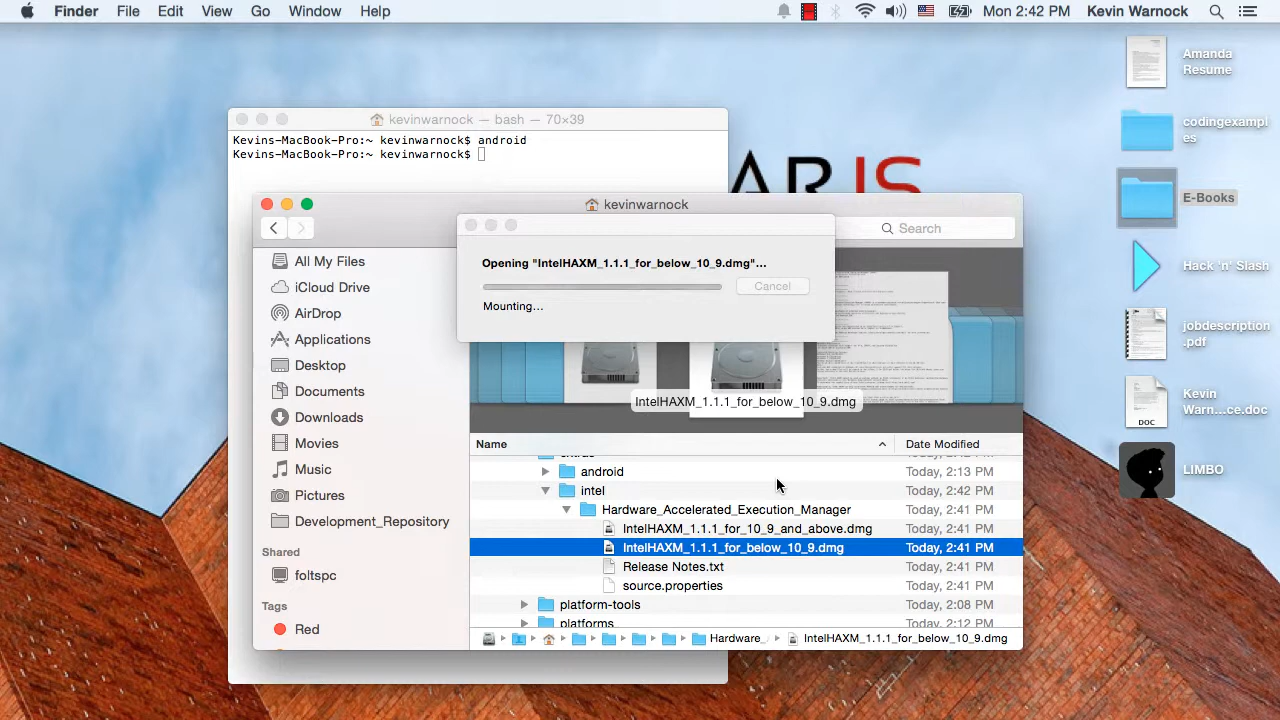 Finder File Edit View Go Window Help
Mon 2:42 PM Kevin Warnock
Amanda
Resume
codingexampl
es
E-Books
Hack 'n' Slash
jobdescription
.pdf
Kevin
Warn...ce.doc
DOC
LIMBO
kevinwarnock — bash — 70×39
Kevins-MacBook-Pro:~ kevinwarnock$ android
Kevins-MacBook-Pro:~ kevinwarnock$
AR IS
kevinwarnock
Search
Opening "IntelHAXM_1.1.1_for_below_10_9.dmg"...
Cancel
Mounting...
IntelHAXM_1.1.1_for_below_10_9.dmg
All My Files
iCloud Drive
AirDrop
Applications
Desktop
Documents
Downloads
Movies
Music
Pictures
Development_Repository
Shared
foltspc
Tags
Red
Name Date Modified
android Today, 2:13 PM
intel Today, 2:42 PM
Hardware_Accelerated_Execution_Manager Today, 2:41 PM
IntelHAXM_1.1.1_for_10_9_and_above.dmg Today, 2:41 PM
IntelHAXM_1.1.1_for_below_10_9.dmg Today, 2:41 PM
Release Notes.txt Today, 2:41 PM
source.properties Today, 2:41 PM
platform-tools Today, 2:08 PM
platforms Today, 2:12 PM
Hardware_ IntelHAXM_1.1.1_for_below_10_9.dmg